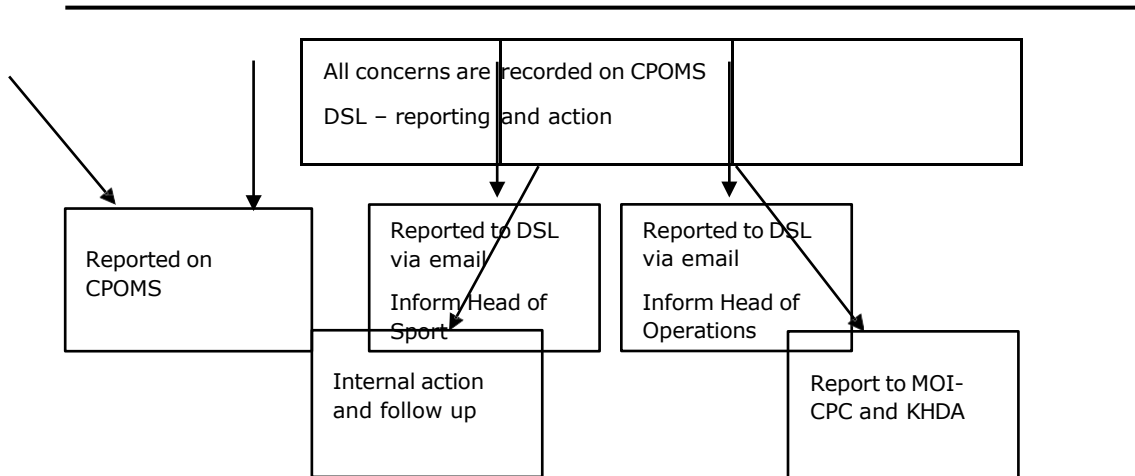 All concerns are recorded on CPOMS
DSL – reporting and action
Reported on
CPOMS
Reported to DSL
via email
Inform Head of
Sport
Reported to DSL
via email
Inform Head of
Operations
Internal action
and follow up
Report to MOI-
CPC and KHDA